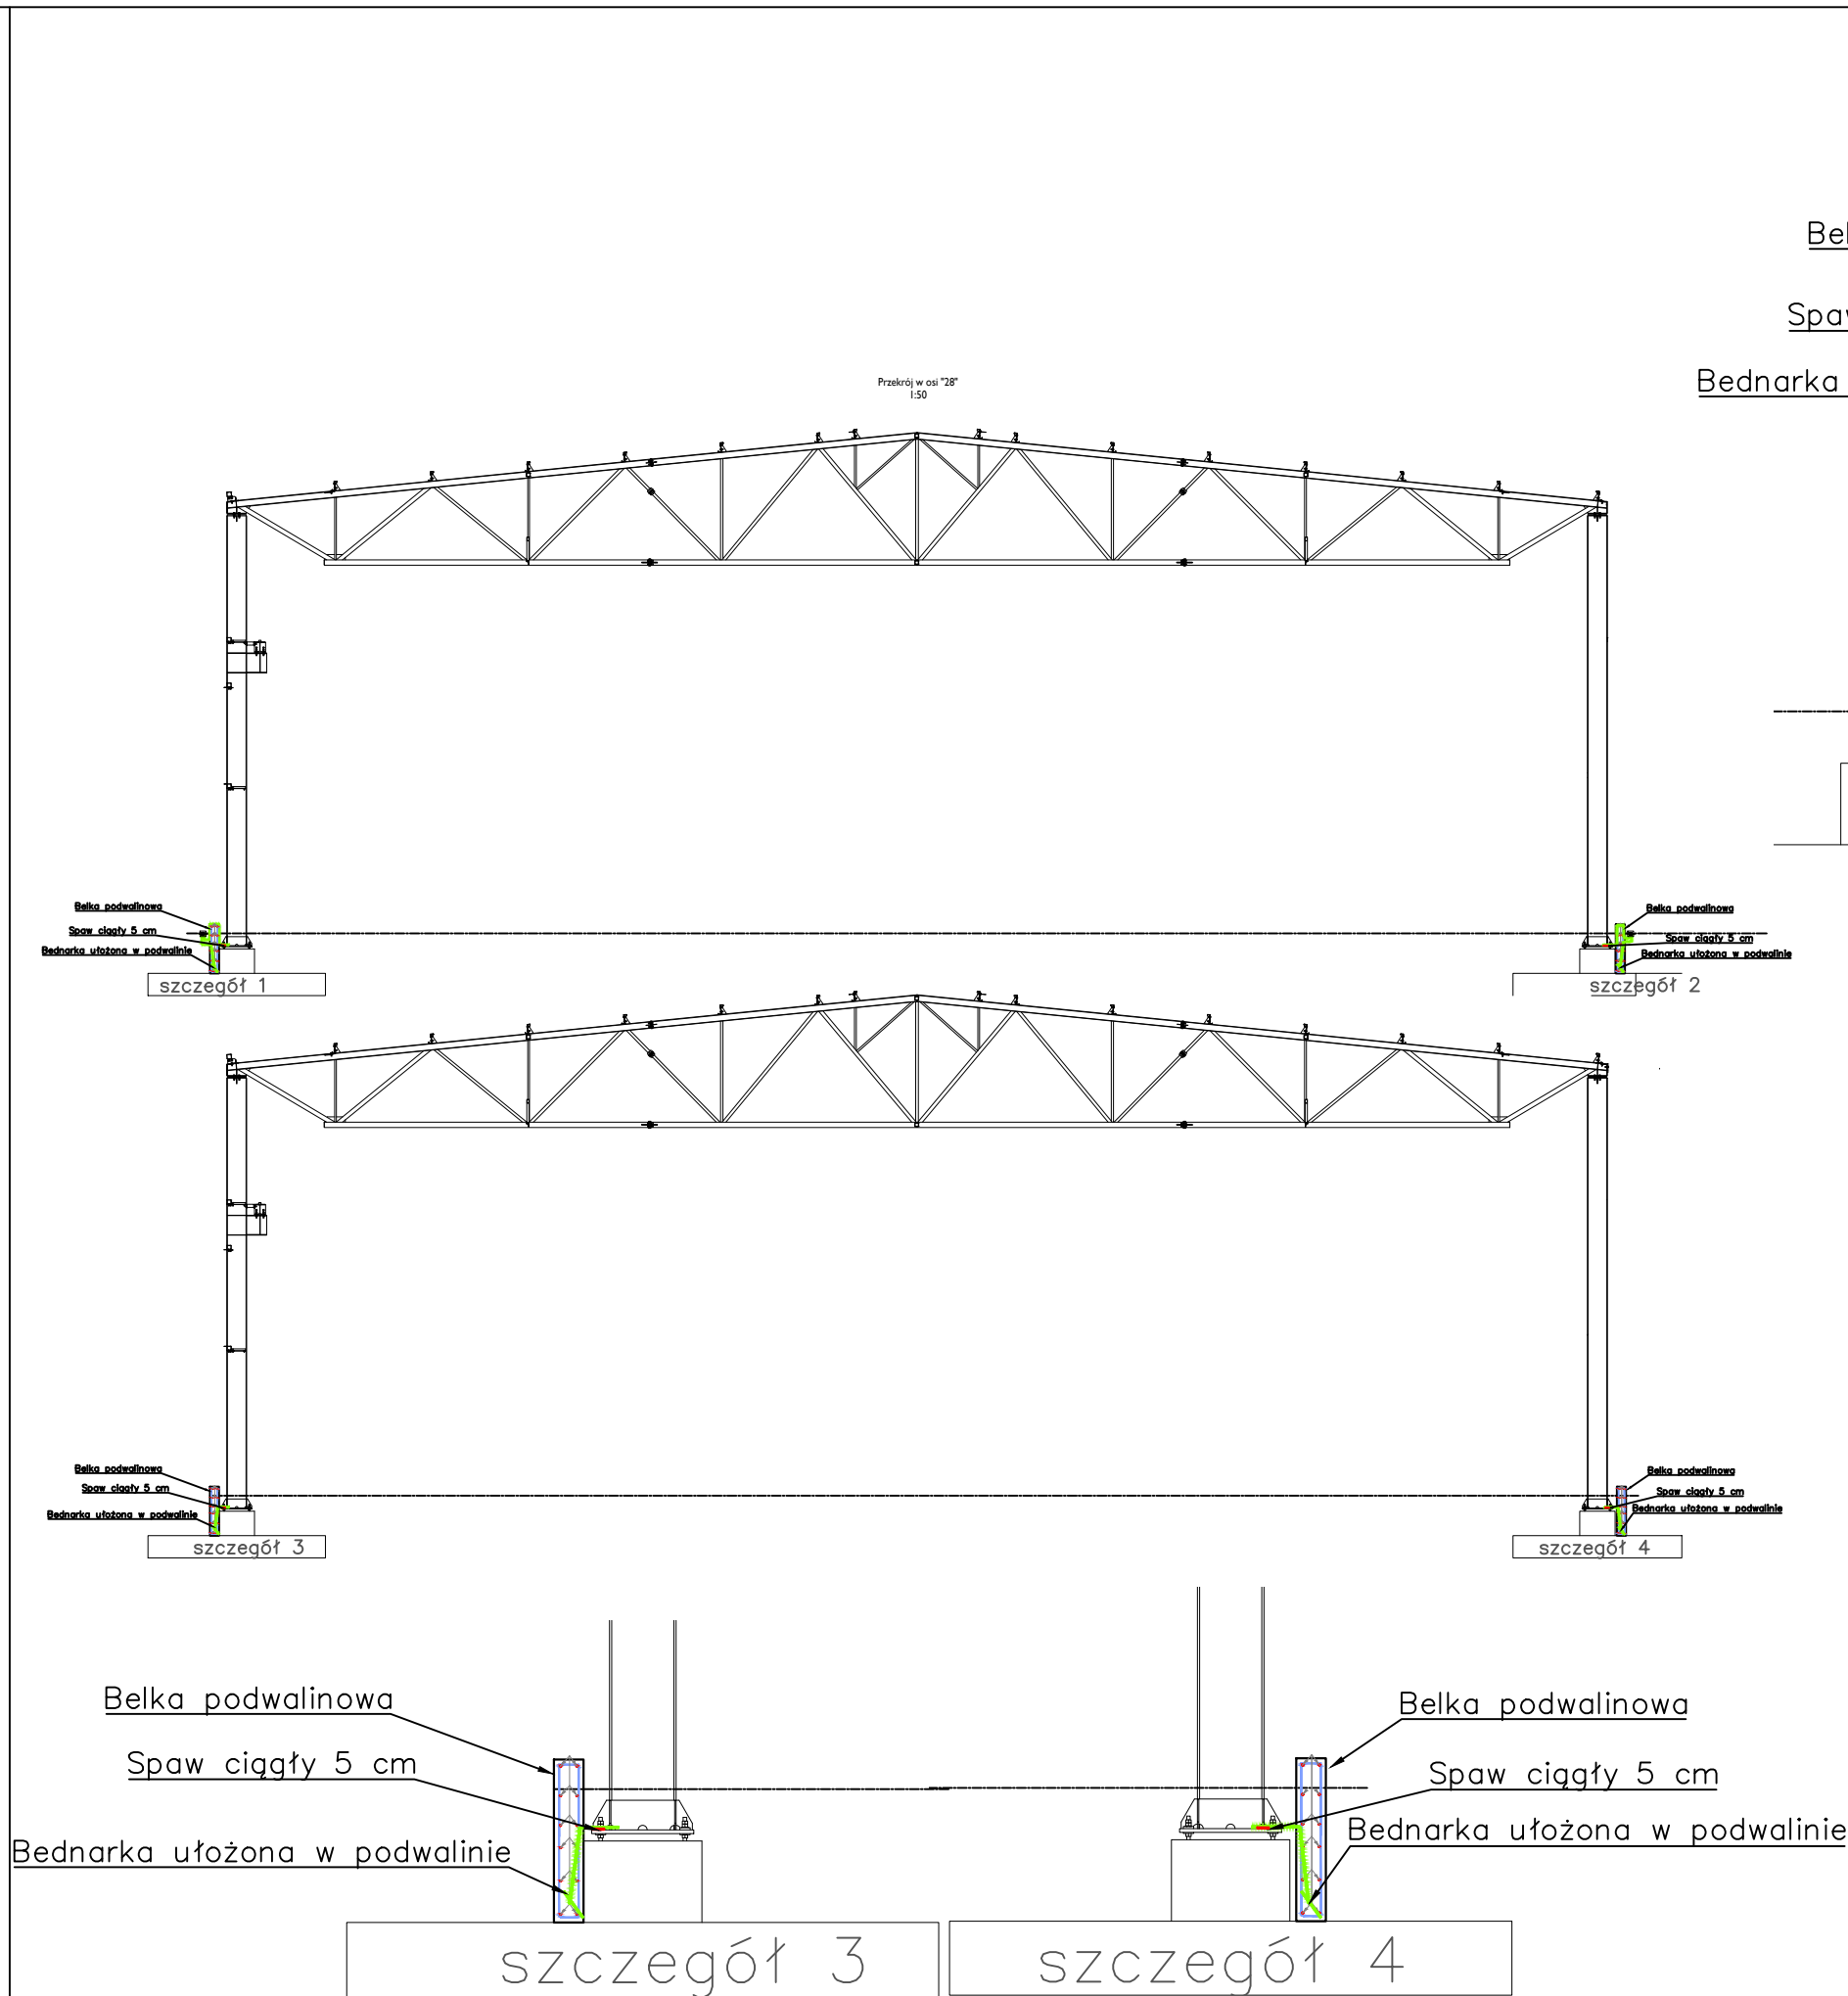 Bel
Spaw
Bednarka
Przekrój w osi "28"
1:50
Belka podwalinowa
Spaw ciągły 5 cm
Bednarka ułożona w podwalinie
szczegół 1
Belka podwalinowa
Spaw ciągły 5 cm
Bednarka ułożona w podwalinie
szczegół 2
Belka podwalinowa
Spaw ciągły 5 cm
Bednarka ułożona w podwalinie
szczegół 3
Belka podwalinowa
Spaw ciągły 5 cm
Bednarka ułożona w podwalinie
szczegół 4
Belka podwalinowa
Spaw ciągły 5 cm
Bednarka ułożona w podwalinie
szczegół 3
Belka podwalinowa
Spaw ciągły 5 cm
Bednarka ułożona w podwalinie
szczegół 4